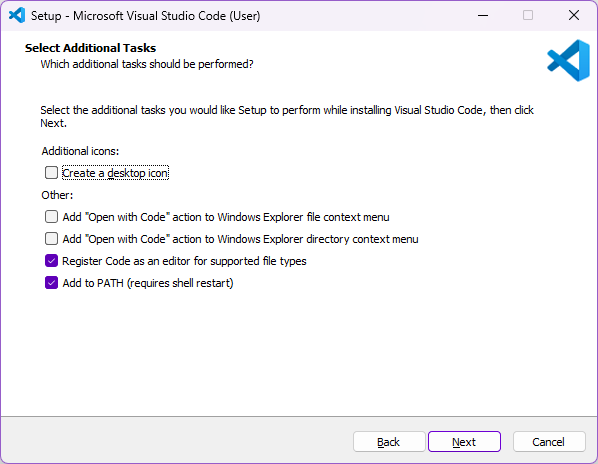 Setup - Microsoft Visual Studio Code (User)
Select Additional Tasks
Which additional tasks should be performed?
Select the additional tasks you would like Setup to perform while installing Visual Studio Code, then click
Next.
Additional icons:
Create a desktop icon
Other:
Add "Open with Code" action to Windows Explorer file context menu
Add "Open with Code" action to Windows Explorer directory context menu
Register Code as an editor for supported file types
Add to PATH (requires shell restart)
Back Next Cancel